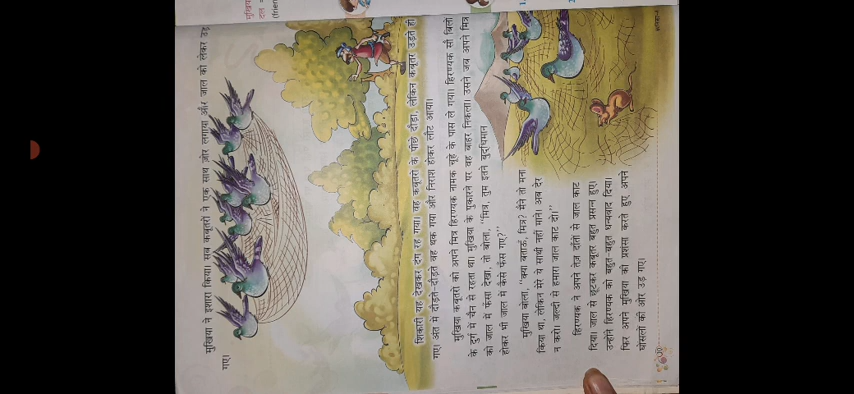 मुखिया ने इशारा किया। सब कबूतरों ने एक साथ ज़ोर लगाया और जाल को लेकर उड़
गए।
शिकारी यह देखकर दंग रह गया। वह कबूतरों के पीछे दौड़ा, लेकिन कबूतर उड़ते ही
गए। अंत में दौड़ते-दौड़ते वह थक गया और निराश होकर लौट आया।
मुखिया कबूतरों को अपने मित्र हिरण्यक नामक चूहे के पास ले गया। हिरण्यक सौ बिलों
के दुर्ग में चैन से रहता था। मुखिया के पुकारने पर वह बाहर निकला। उसने जब अपने मित्र
को जाल में फँसा देखा, तो बोला, "मित्र, तुम इतने बुद्धिमान
होकर भी जाल में कैसे फँस गए?"
मुखिया बोला, "क्या बताऊँ, मित्र? मैंने तो मना
किया था, लेकिन मेरे ये साथी नहीं माने। अब देर
न करो। जल्दी से हमारा जाल काट दो।"
हिरण्यक ने अपने तेज़ दाँतों से जाल काट
दिया। जाल से छूटकर कबूतर बहुत प्रसन्न हुए।
उन्होंने हिरण्यक को बहुत-बहुत धन्यवाद दिया।
फिर अपने मुखिया की प्रशंसा करते हुए अपने
घोंसलों की ओर उड़ गए।
मुखिया
दल =
1.
2